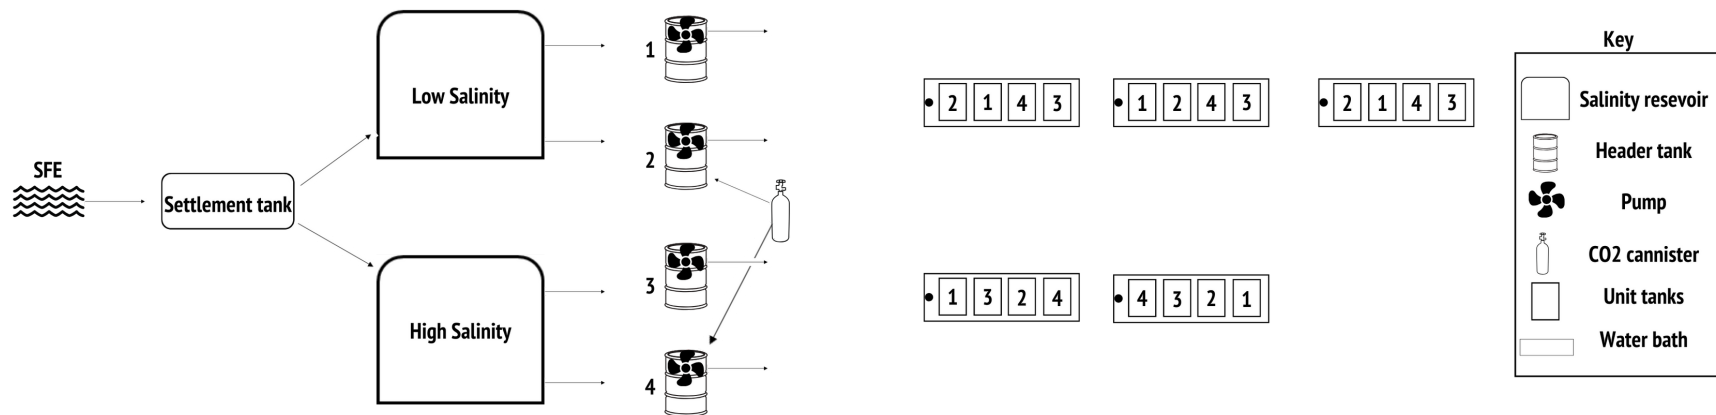 SFE
Settlement tank
Low Salinity
High Salinity
1
2
3
4
2 1 4 3
1 2 4 3
2 1 4 3
1 3 2 4
4 3 2 1
Key
Salinity resevoir
Header tank
Pump
CO2 cannister
Unit tanks
Water bath